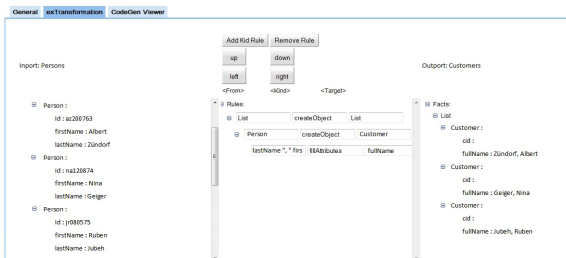 General exTransformation CodeGen Viewer
Add Kid Rule Remove Rule
up down
Inport: Persons
Outport: Customers
left right
<From> <Kind> <Target>
Person :
Id : az200763
firstName : Albert
lastName : Zündorf
Person :
Id : na120874
firstName : Nina
lastName : Geiger
Person :
Id : jr080575
firstName : Ruben
lastName : Jubeh
Rules:
List createObject List
Person createObject Customer
lastName ", " firs fillAttributes fullName
Facts:
List
Customer :
cid :
fullName : Zündorf, Albert
Customer :
cid :
fullName : Geiger, Nina
Customer :
cid :
fullName : Jubeh, Ruben